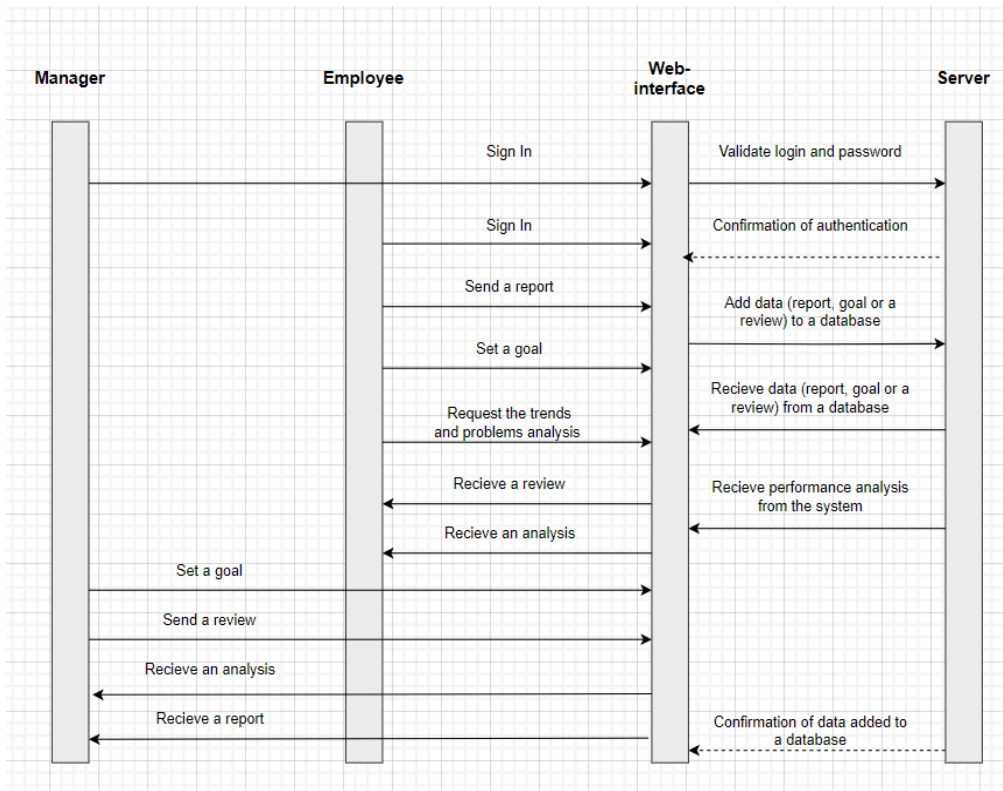 Manager
Employee
Web-
interface
Server
Sign In
Validate login and password
Sign In
Confirmation of authentication
Send a report
Add data (report, goal or a
review) to a database
Set a goal
Recieve data (report, goal or a
review) from a database
Request the trends
and problems analysis
Recieve a review
Recieve performance analysis
from the system
Recieve an analysis
Set a goal
Send a review
Recieve an analysis
Recieve a report
Confirmation of data added to
a database